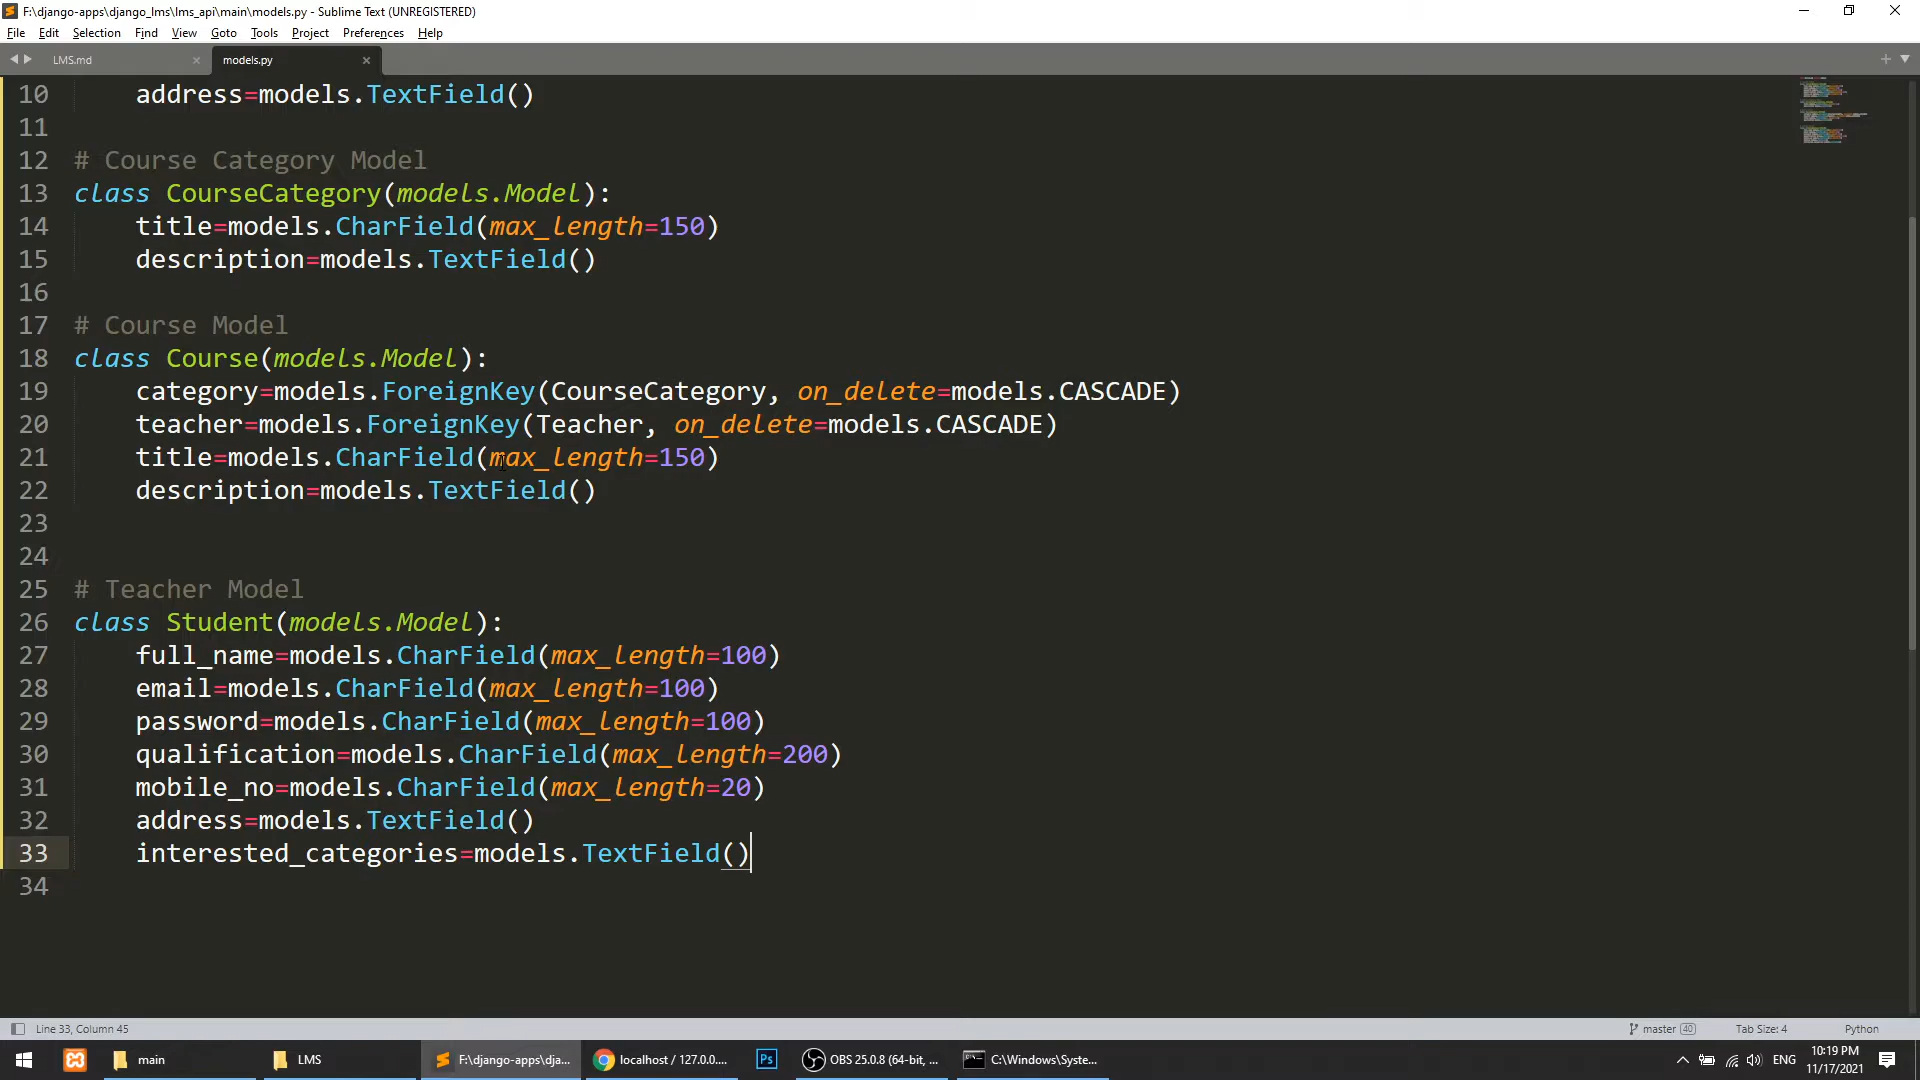 F:\django-apps\django_lms\lms_api\main\models.py - Sublime Text (UNREGISTERED)
File Edit Selection Find View Goto Tools Project Preferences Help
LMS.md × models.py ×
10 address=models.TextField()
11
12 # Course Category Model
13 class CourseCategory(models.Model):
14 title=models.CharField(max_length=150)
15 description=models.TextField()
16
17 # Course Model
18 class Course(models.Model):
19 category=models.ForeignKey(CourseCategory, on_delete=models.CASCADE)
20 teacher=models.ForeignKey(Teacher, on_delete=models.CASCADE)
21 title=models.CharField(max_length=150)
22 description=models.TextField()
23
24
25 # Teacher Model
26 class Student(models.Model):
27 full_name=models.CharField(max_length=100)
28 email=models.CharField(max_length=100)
29 password=models.CharField(max_length=100)
30 qualification=models.CharField(max_length=200)
31 mobile_no=models.CharField(max_length=20)
32 address=models.TextField()
33 interested_categories=models.TextField()
34
Line 33, Column 45 master 40 Tab Size: 4 Python
main LMS F:\django-apps\dja... localhost / 127.0.0.... Ps OBS 25.0.8 (64-bit, ... C:\Windows\Syste... ENG 10:19 PM
11/17/2021